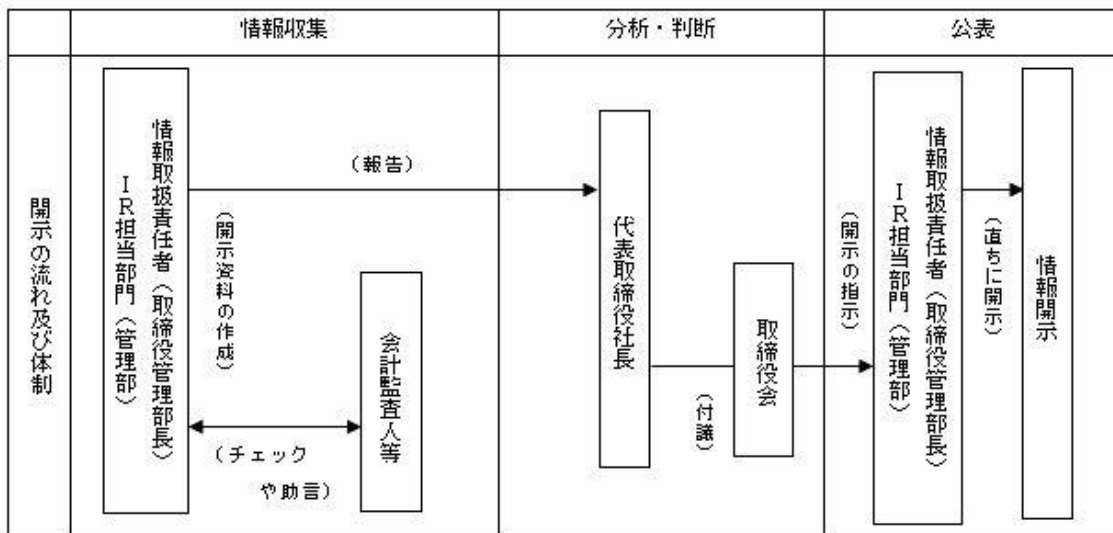 情報収集
分析・判断
公表
開示の流れ及び体制
情報取扱責任者（取締役管理部長）
ＩＲ担当部門（管理部）
（報告）
（開示資料の作成）
会計監査人等
（チェック
や助言）
代表取締役社長
（付議）
取締役会
（開示の指示）
情報取扱責任者（取締役管理部長）
ＩＲ担当部門（管理部）
（直ちに開示）
情報開示